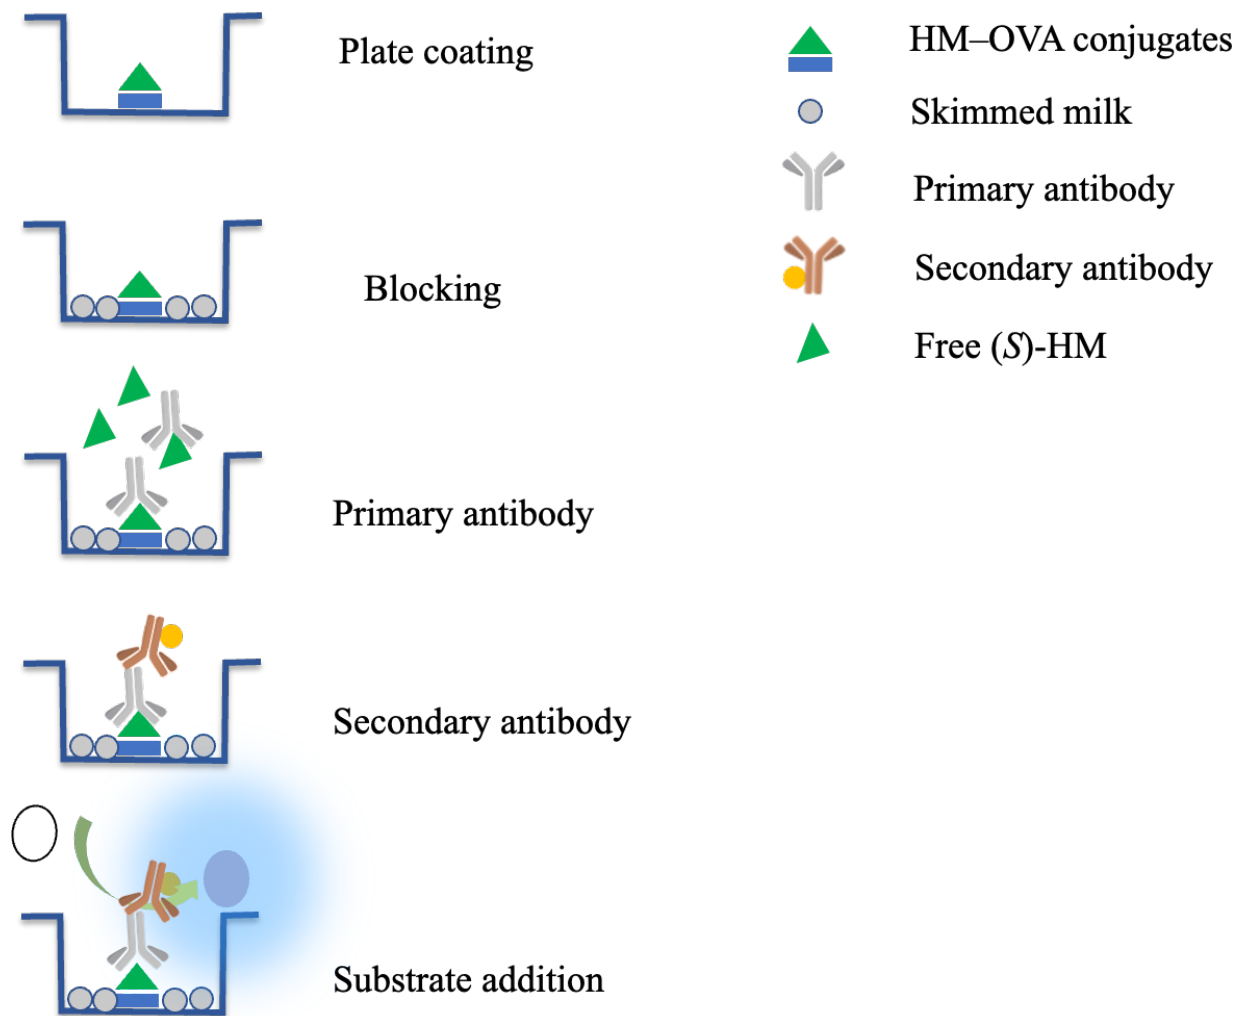 Plate coating
Blocking
Primary antibody
Secondary antibody
Substrate addition
HM–OVA conjugates
Skimmed milk
Primary antibody
Secondary antibody
Free (S)-HM